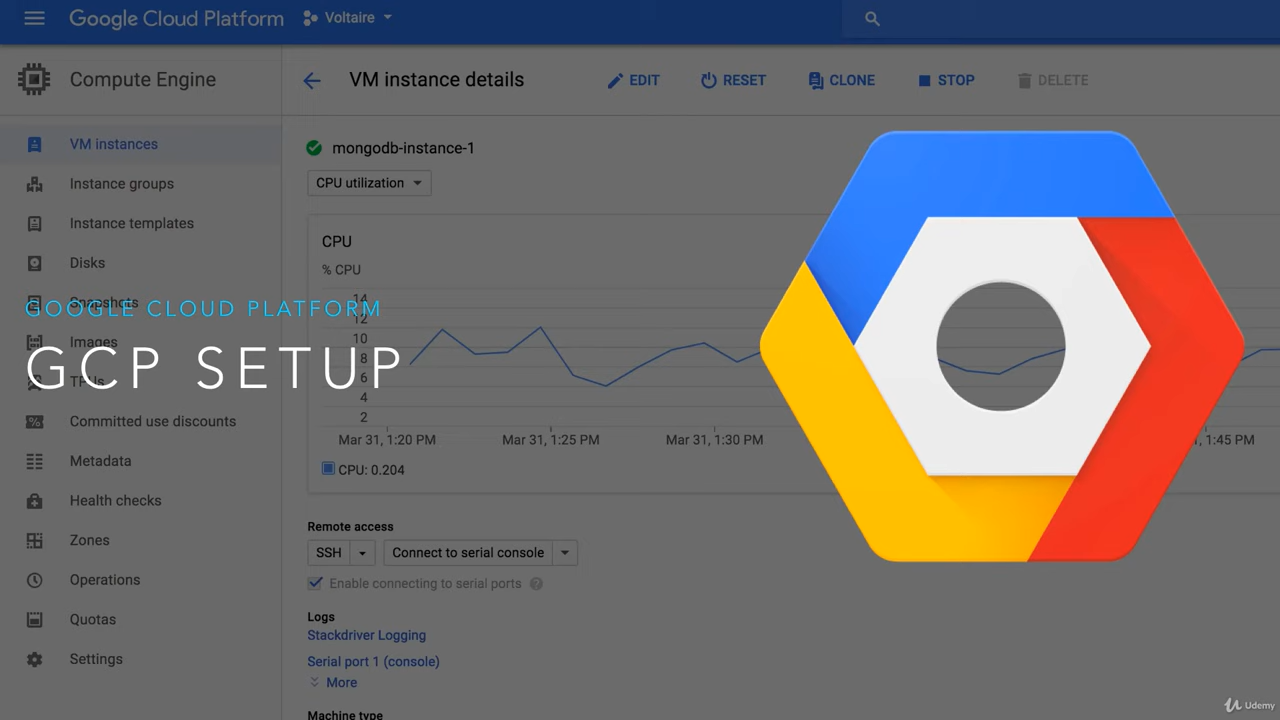 Google Cloud Platform Voltaire
Compute Engine
VM instance details
EDIT RESET CLONE STOP DELETE
VM instances
Instance groups
Instance templates
Disks
Snapshots
Images
TPUs
Committed use discounts
Metadata
Health checks
Zones
Operations
Quotas
Settings
GOOGLE CLOUD PLATFORM
GCP SETUP
mongodb-instance-1
CPU utilization
CPU
% CPU
14
12
10
8
6
4
2
Mar 31, 1:20 PM Mar 31, 1:25 PM Mar 31, 1:30 PM 1:45 PM
CPU: 0.204
Remote access
SSH Connect to serial console
Enable connecting to serial ports ?
Logs
Stackdriver Logging
Serial port 1 (console)
More
Machine type
Udemy